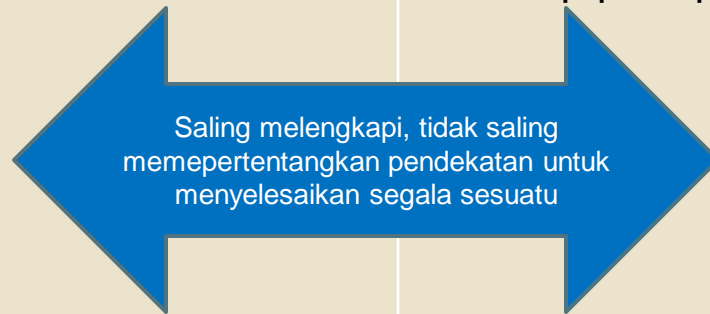 Saling melengkapi, tidak saling
memepertentangkan pendekatan untuk
menyelesaikan segala sesuatu